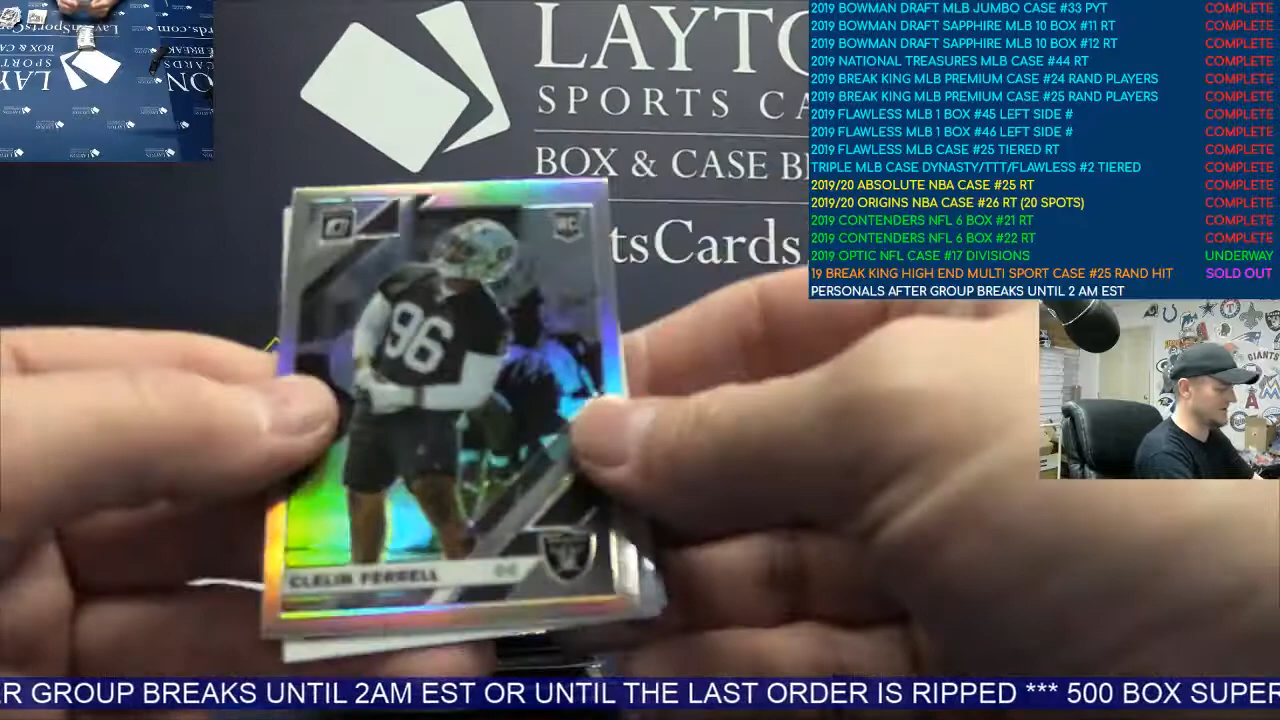 LAYTO
SPORTS CA
BOX & CASE B
tsCards.
2019 BOWMAN DRAFT MLB JUMBO CASE #33 PYT COMPLETE
2019 BOWMAN DRAFT SAPPHIRE MLB 10 BOX #11 RT COMPLETE
2019 BOWMAN DRAFT SAPPHIRE MLB 10 BOX #12 RT COMPLETE
2019 NATIONAL TREASURES MLB CASE #44 RT COMPLETE
2019 BREAK KING MLB PREMIUM CASE #24 RAND PLAYERS COMPLETE
2019 BREAK KING MLB PREMIUM CASE #25 RAND PLAYERS COMPLETE
2019 FLAWLESS MLB 1 BOX #45 LEFT SIDE # COMPLETE
2019 FLAWLESS MLB 1 BOX #46 LEFT SIDE # COMPLETE
2019 FLAWLESS MLB CASE #25 TIERED RT COMPLETE
TRIPLE MLB CASE DYNASTY/TTT/FLAWLESS #2 TIERED COMPLETE
2019/20 ABSOLUTE NBA CASE #25 RT COMPLETE
2019/20 ORIGINS NBA CASE #26 RT (20 SPOTS) COMPLETE
2019 CONTENDERS NFL 6 BOX #21 RT COMPLETE
2019 CONTENDERS NFL 6 BOX #22 RT COMPLETE
2019 OPTIC NFL CASE #17 DIVISIONS UNDERWAY
19 BREAK KING HIGH END MULTI SPORT CASE #25 RAND HIT SOLD OUT
PERSONALS AFTER GROUP BREAKS UNTIL 2 AM EST
96
CLELIN FERRELL
GIANTS
R GROUP BREAKS UNTIL 2AM EST OR UNTIL THE LAST ORDER IS RIPPED *** 500 BOX SUPER